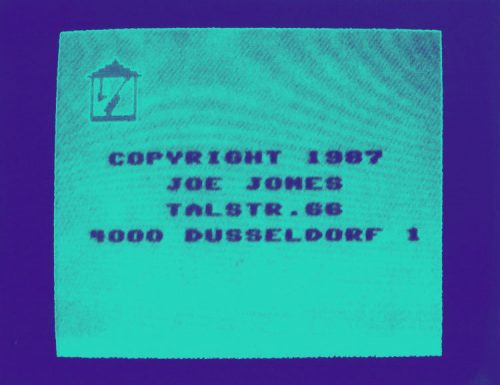 COPYRIGHT 1987
JOE JONES
TALSTR.66
4000 DUSSELDORF 1